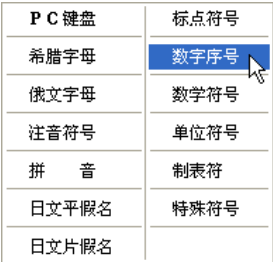 PC键盘 标点符号
希腊字母 数字序号
俄文字母 数学符号
注音符号 单位符号
拼音 制表符
日文平假名 特殊符号
日文片假名